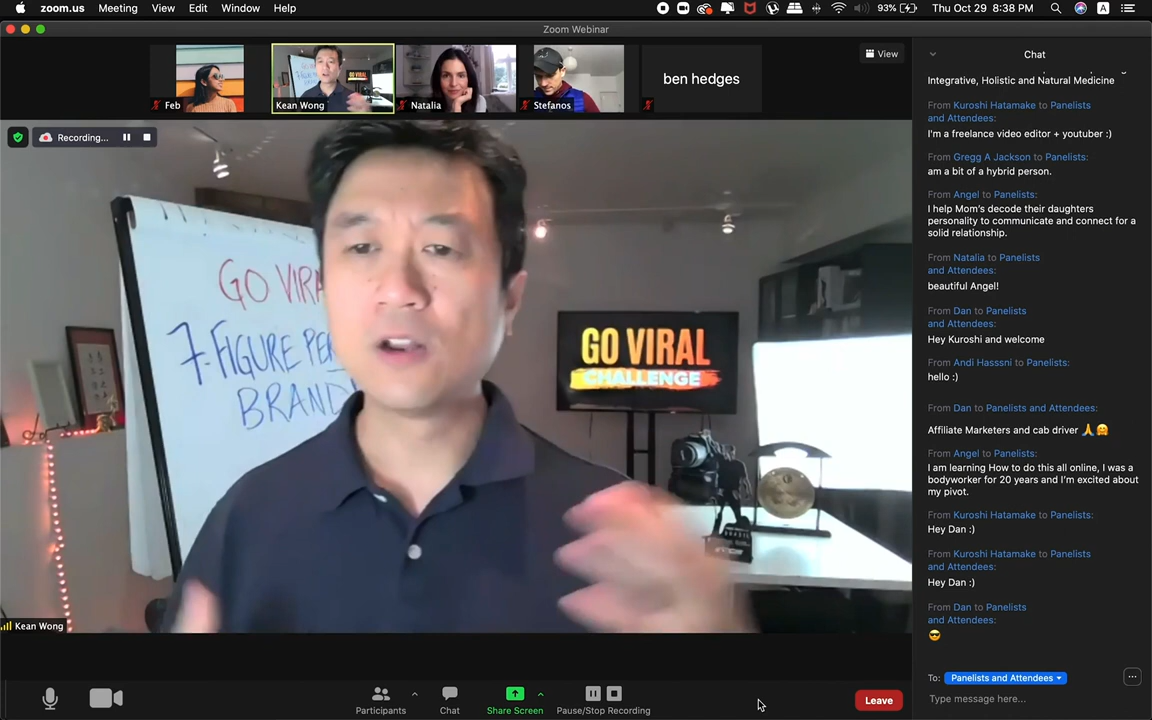 zoom.us Meeting View Edit Window Help
93% Thu Oct 29 8:38 PM A
Zoom Webinar
Feb
Kean Wong
Natalia
Stefanos
ben hedges
View
Recording...
GO VIRA
7-FIGURE PER
BRAND
GO VIRAL
CHALLENGE
Kean Wong
Participants
Chat
Share Screen
Pause/Stop Recording
Leave
Chat
Integrative, Holistic and Natural Medicine
From Kuroshi Hatamake to Panelists
and Attendees:
I'm a freelance video editor + youtuber :)
From Gregg A Jackson to Panelists:
am a bit of a hybrid person.
From Angel to Panelists:
I help Mom's decode their daughters
personality to communicate and connect for a
solid relationship.
From Natalia to Panelists
and Attendees:
beautiful Angel!
From Dan to Panelists
and Attendees:
Hey Kuroshi and welcome
From Andi Hasssni to Panelists:
hello :)
From Dan to Panelists and Attendees:
Affiliate Marketers and cab driver 🙏 🤗
From Angel to Panelists:
I am learning How to do this all online, I was a
bodyworker for 20 years and I'm excited about
my pivot.
From Kuroshi Hatamake to Panelists:
Hey Dan :)
From Kuroshi Hatamake to Panelists
and Attendees:
Hey Dan :)
From Dan to Panelists
and Attendees:
😎
To: Panelists and Attendees
Type message here...